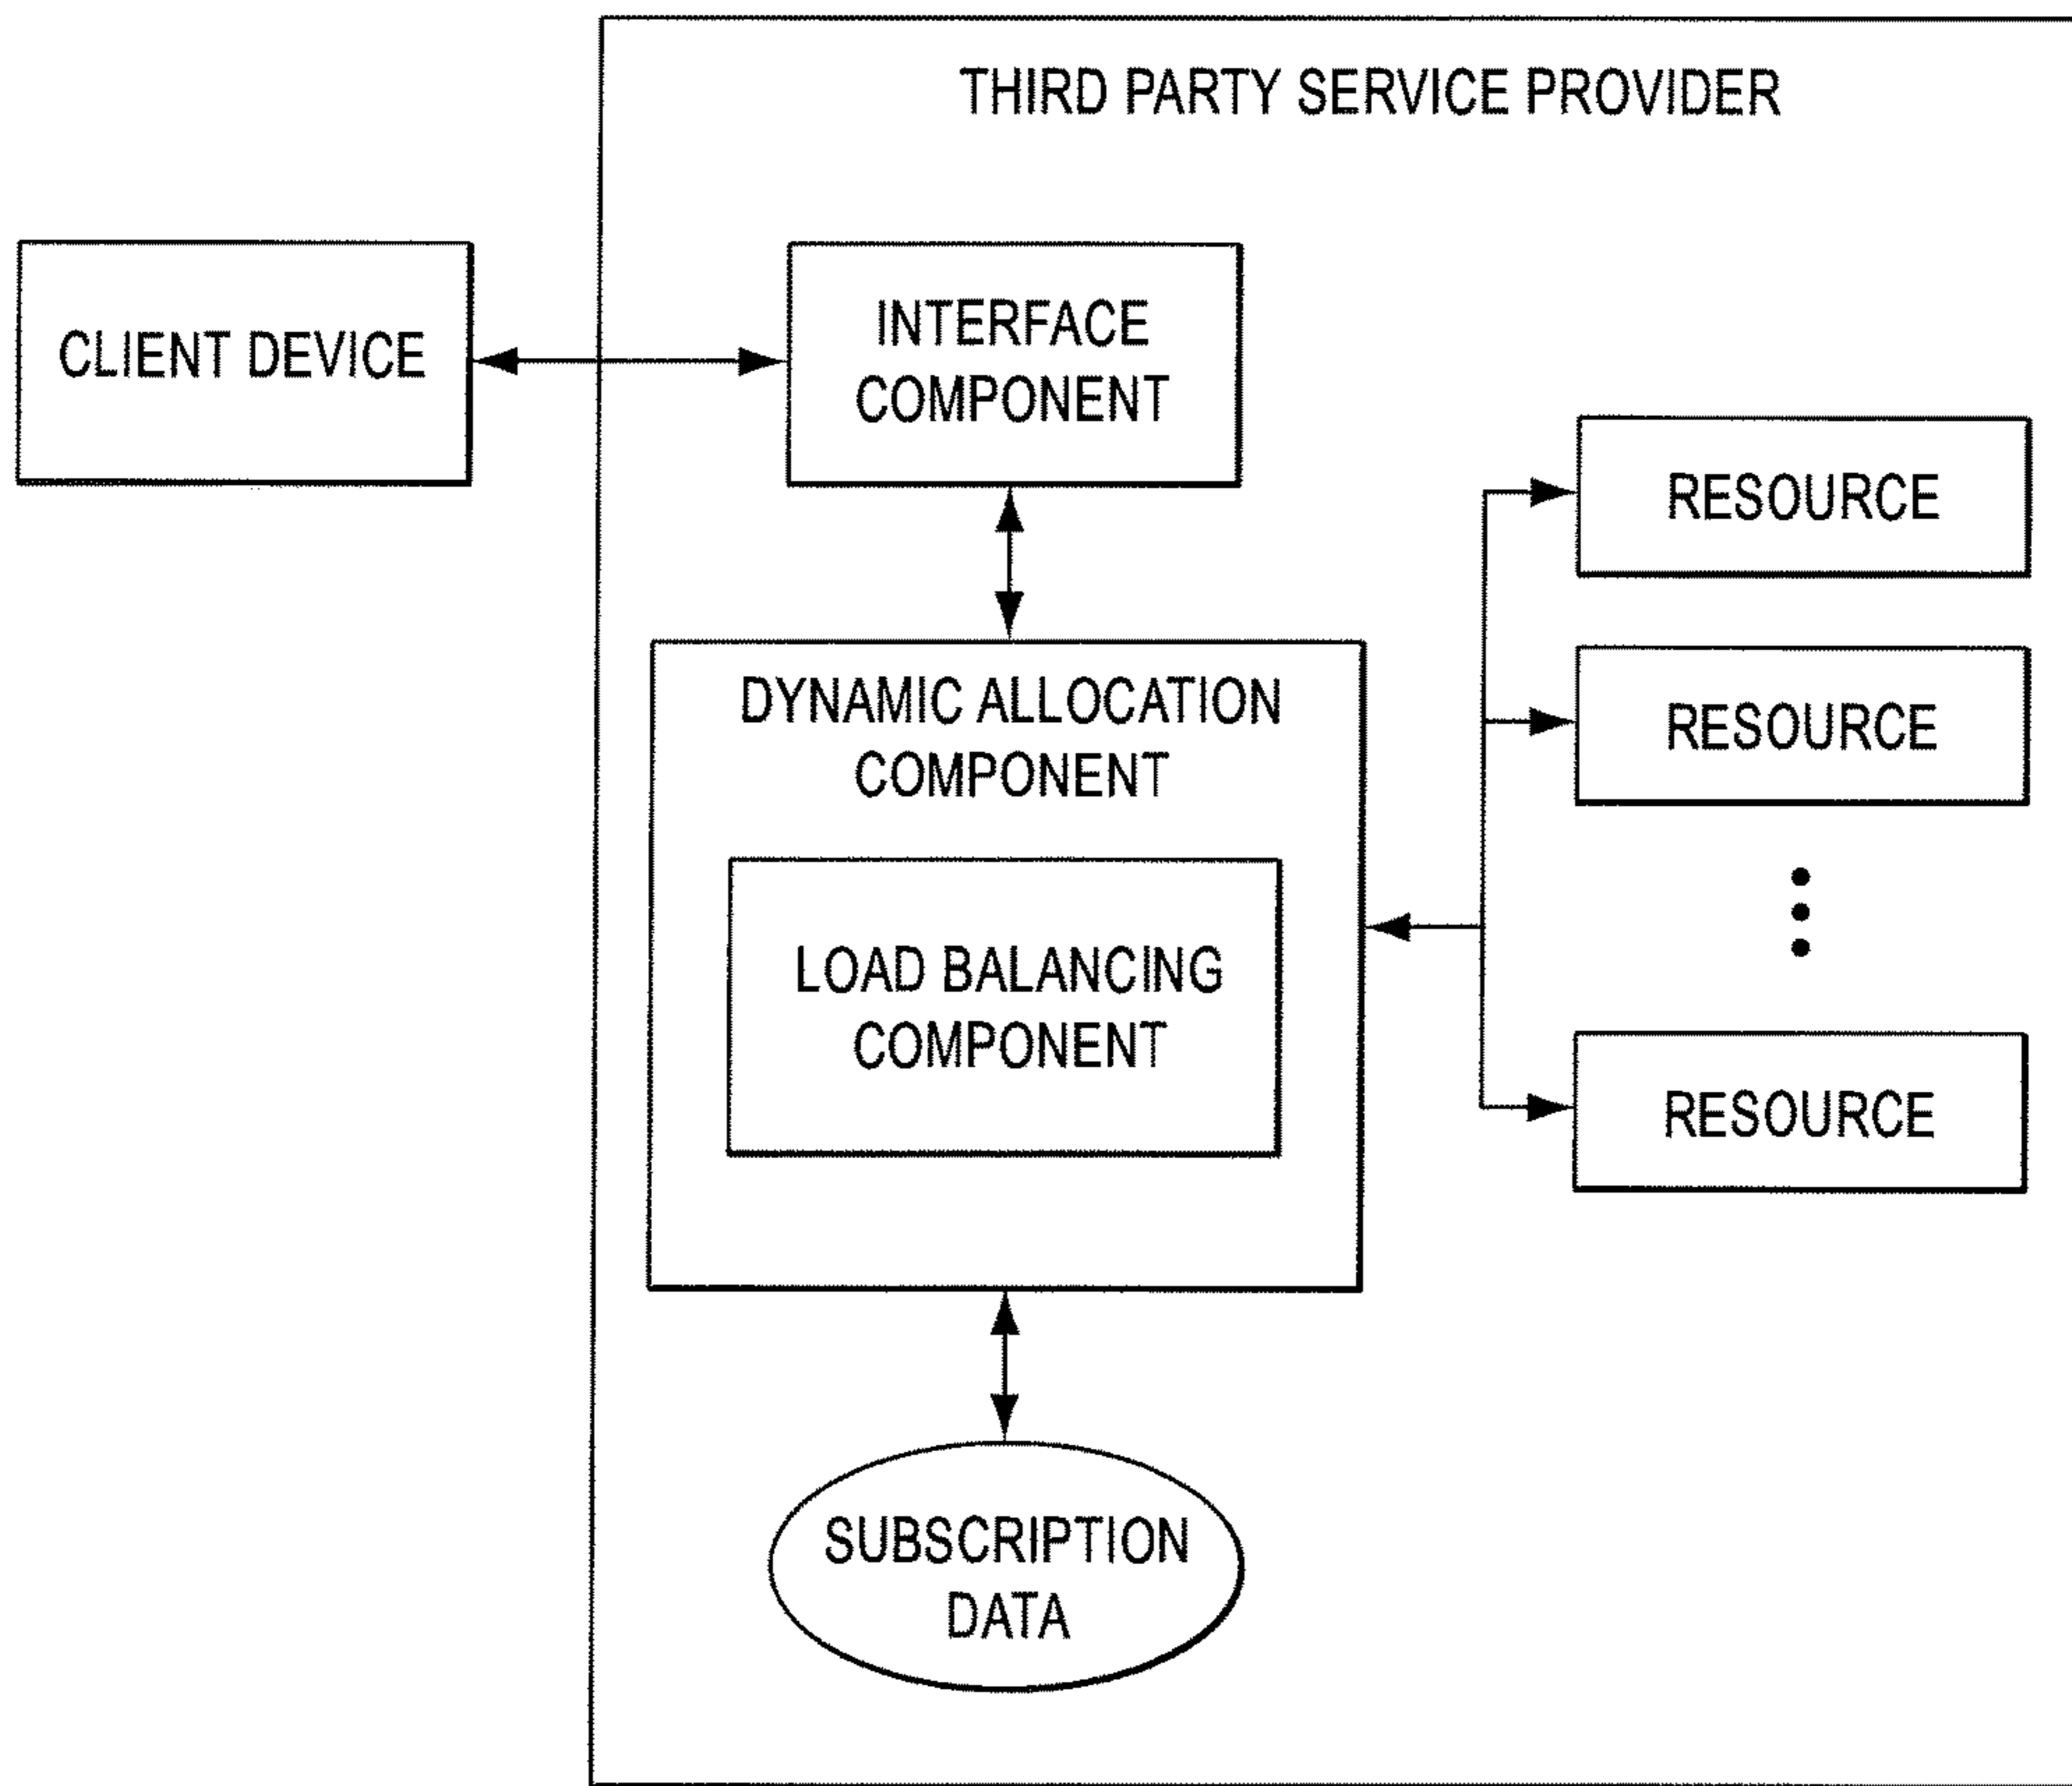 THIRD PARTY SERVICE PROVIDER
CLIENT DEVICE
INTERFACE
COMPONENT
RESOURCE
DYNAMIC ALLOCATION
COMPONENT
RESOURCE
LOAD BALANCING
COMPONENT
RESOURCE
SUBSCRIPTION
DATA